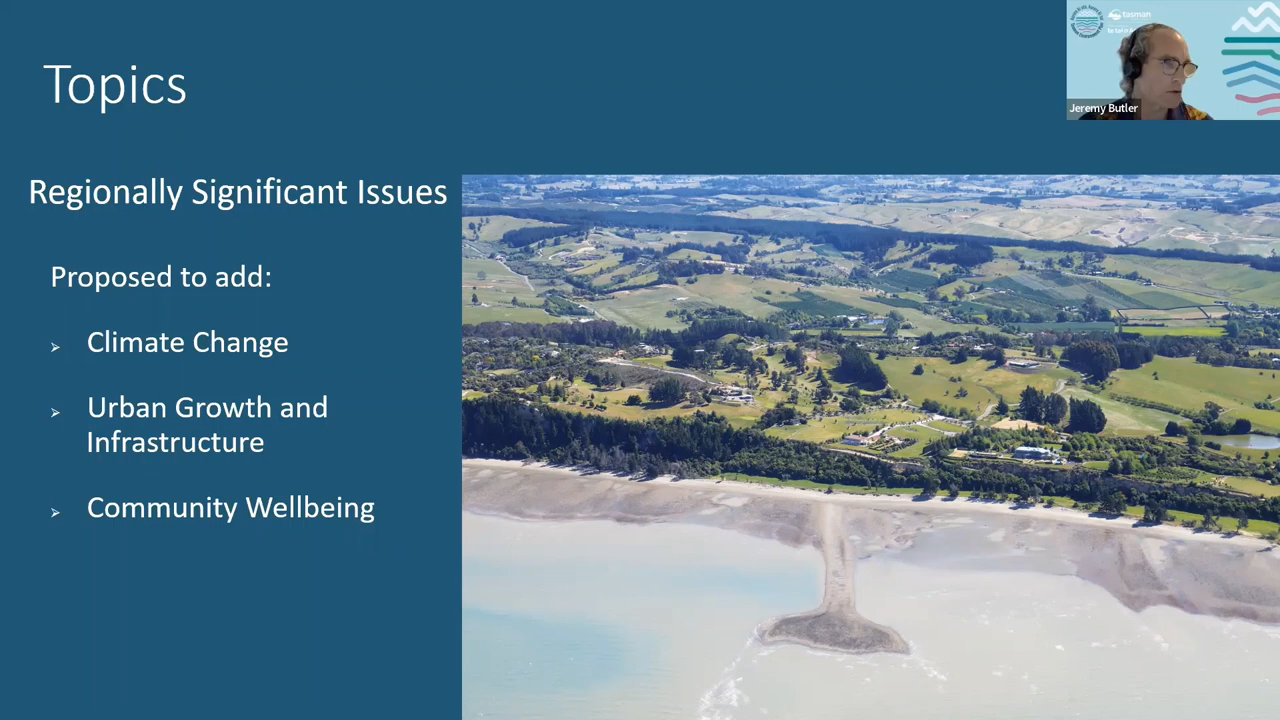 Topics
tasman
Jeremy Butler
Regionally Significant Issues
Proposed to add:
Climate Change
Urban Growth and
Infrastructure
Community Wellbeing